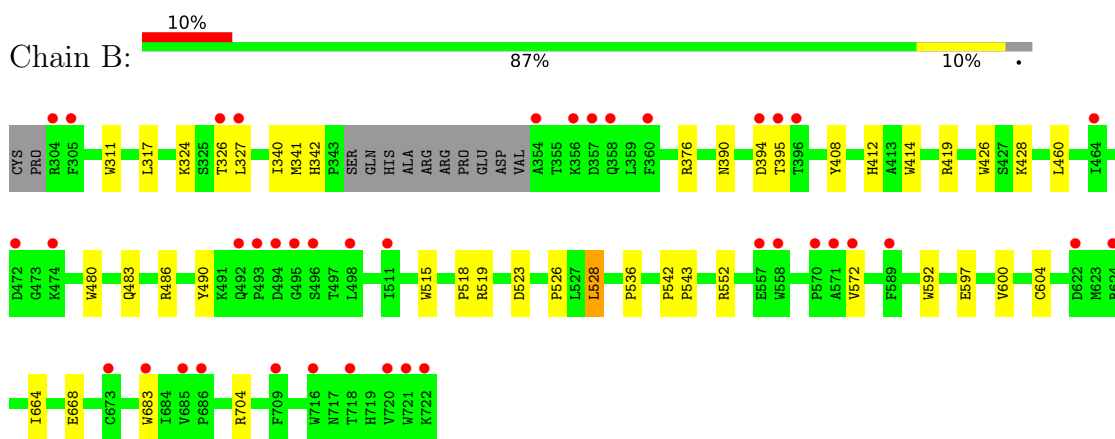 10%
Chain B:
87%
10%
CYS PRO R304 F305 W311 L317 K324 S325 T326 L327 I340 M341 H342 P343 SER GLN HIS ALA ARG ARG PRO GLU ASP VAL A354 T355 K356 D357 Q358 L359 F360 R376 N390 D394 T395 T396 Y408 H412 A413 W414 R419 W426 S427 K428 L460 I464
D472 G473 K474 W480 Q483 R486 Y490 K491 Q492 P493 D494 G495 S496 T497 L498 I511 W515 P518 R519 D523 P526 L527 L528 P536 P542 P543 R552 E557 W558 P570 A571 V572 F589 W592 E597 V600 C604 D622 M623
I664 E668 C673 W683 I684 V685 P686 R704 F709 W716 N717 T718 H719 V720 W721 K722